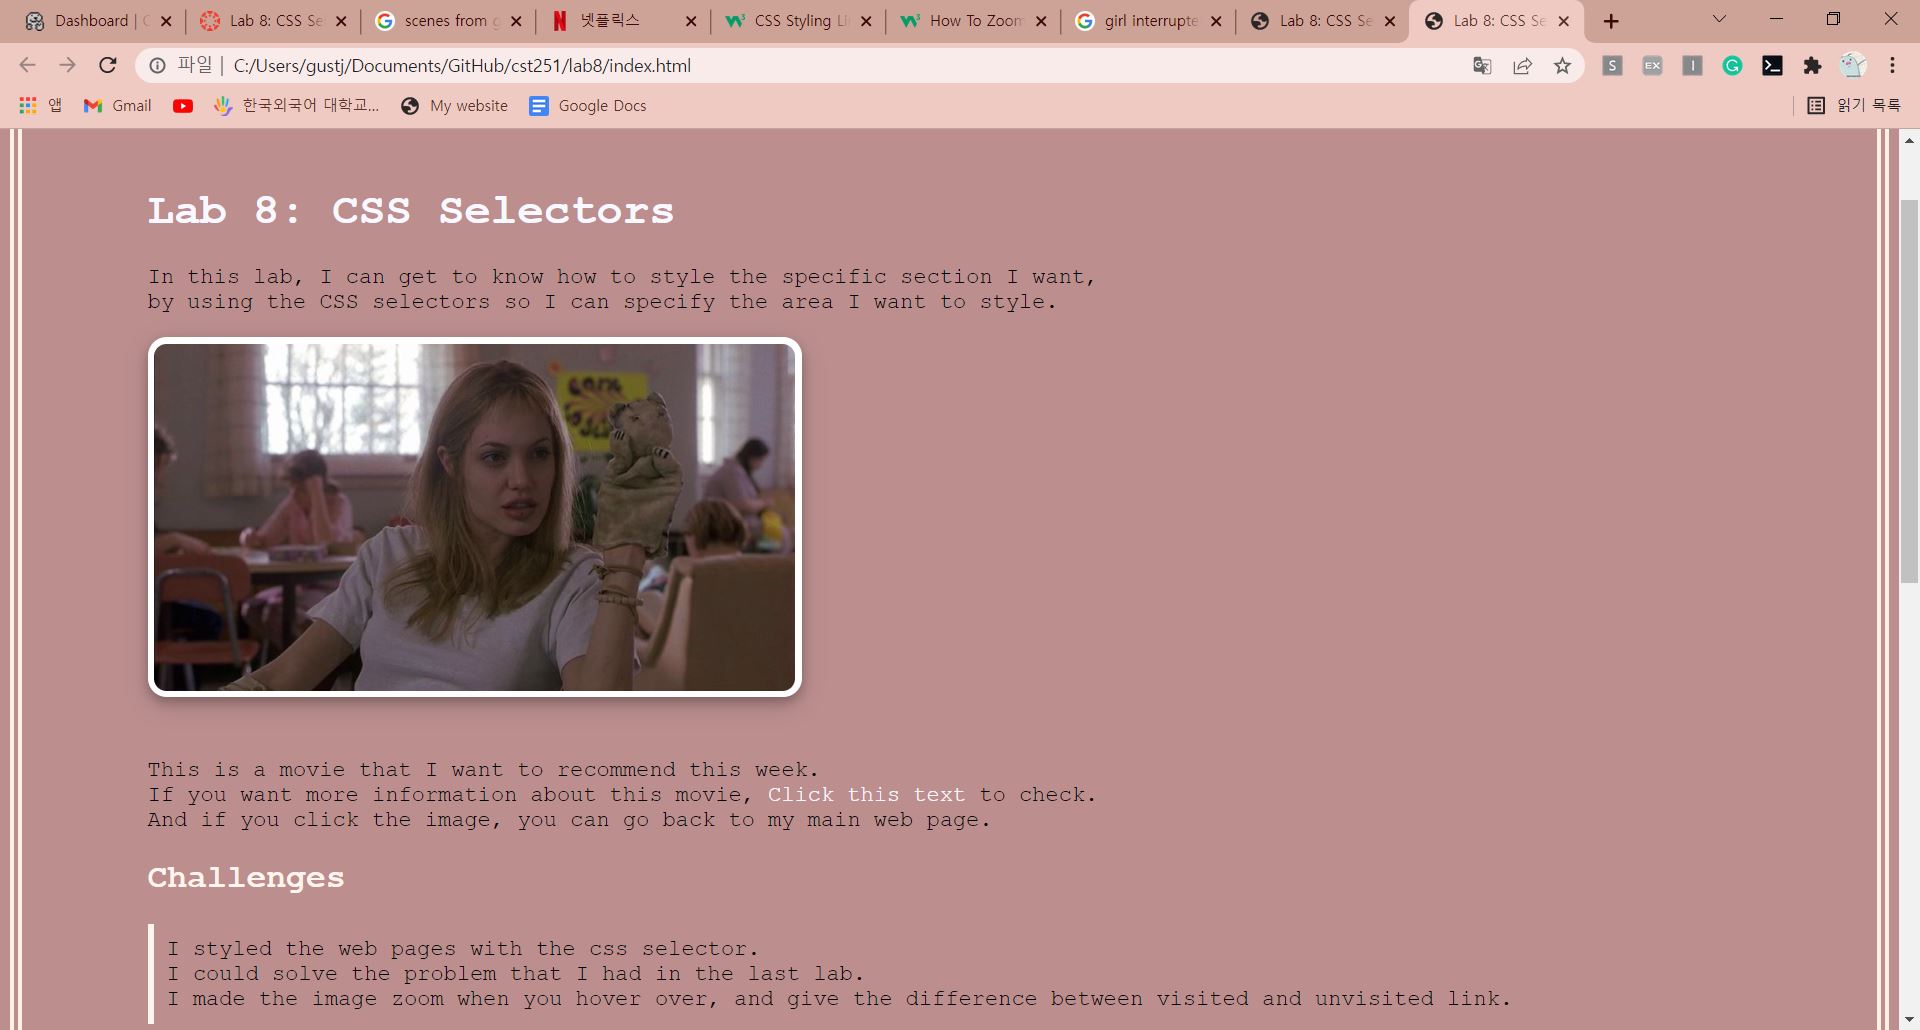 Dashboard | C
Lab 8: CSS Se
scenes from g
넷플릭스
CSS Styling Li
How To Zoom
girl interrupte
Lab 8: CSS Se
Lab 8: CSS Se
파일 | C:/Users/gustj/Documents/GitHub/cst251/lab8/index.html
앱
Gmail
한국외국어 대학교...
My website
Google Docs
읽기 목록
Lab 8: CSS Selectors
In this lab, I can get to know how to style the specific section I want,
by using the CSS selectors so I can specify the area I want to style.
This is a movie that I want to recommend this week.
If you want more information about this movie, Click this text to check.
And if you click the image, you can go back to my main web page.
Challenges
I styled the web pages with the css selector.
I could solve the problem that I had in the last lab.
I made the image zoom when you hover over, and give the difference between visited and unvisited link.